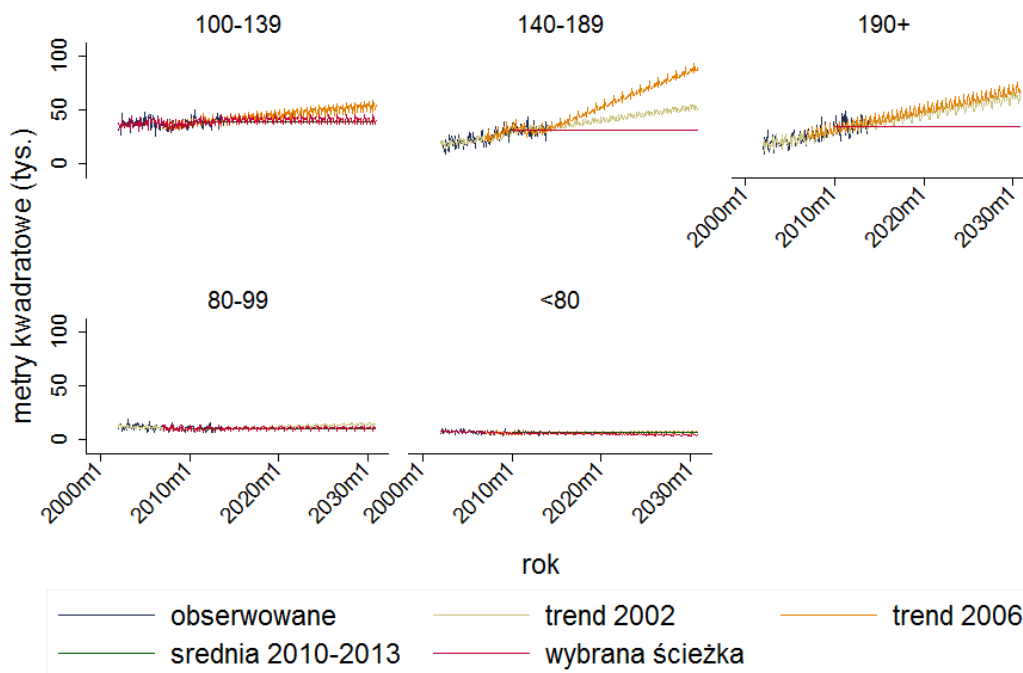 100-139 140-189 190+
metry kwadratowe (tys.)
100
50
0
2000m1 2010m1 2020m1 2030m1
80-99 <80
100
50
0
2000m1 2010m1 2020m1 2030m1 2000m1 2010m1 2020m1 2030m1
rok
obserwowane trend 2002 trend 2006
srednia 2010-2013 wybrana ścieżka